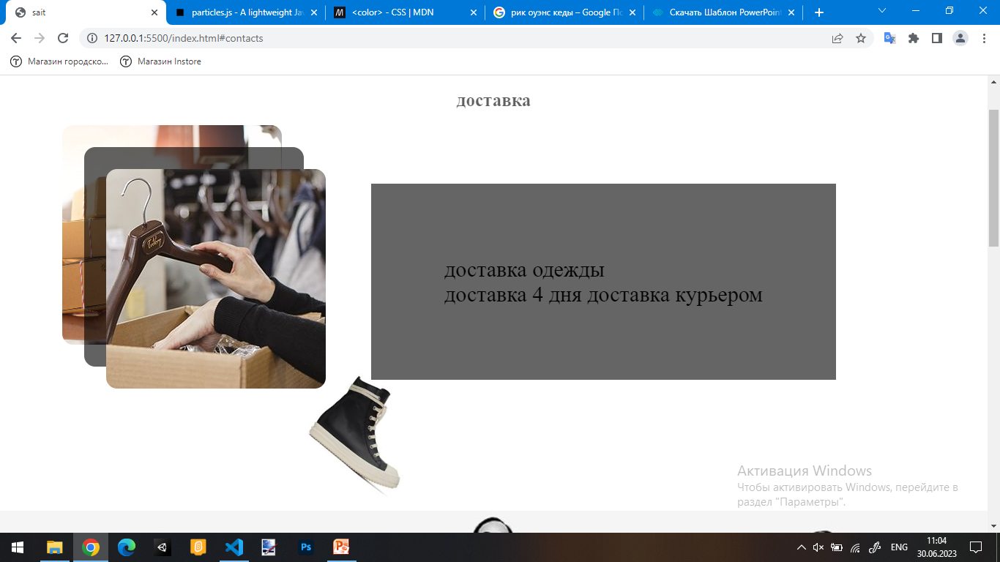 sait
particles.js - A lightweight Jav
<color> - CSS | MDN
рик оуэнс кеды – Google По
Скачать Шаблон PowerPoint
127.0.0.1:5500/index.html#contacts
Магазин городско...
Магазин Instore
доставка
доставка одежды
доставка 4 дня доставка курьером
Активация Windows
Чтобы активировать Windows, перейдите в
раздел "Параметры".
Ps
ENG
11:04
30.06.2023